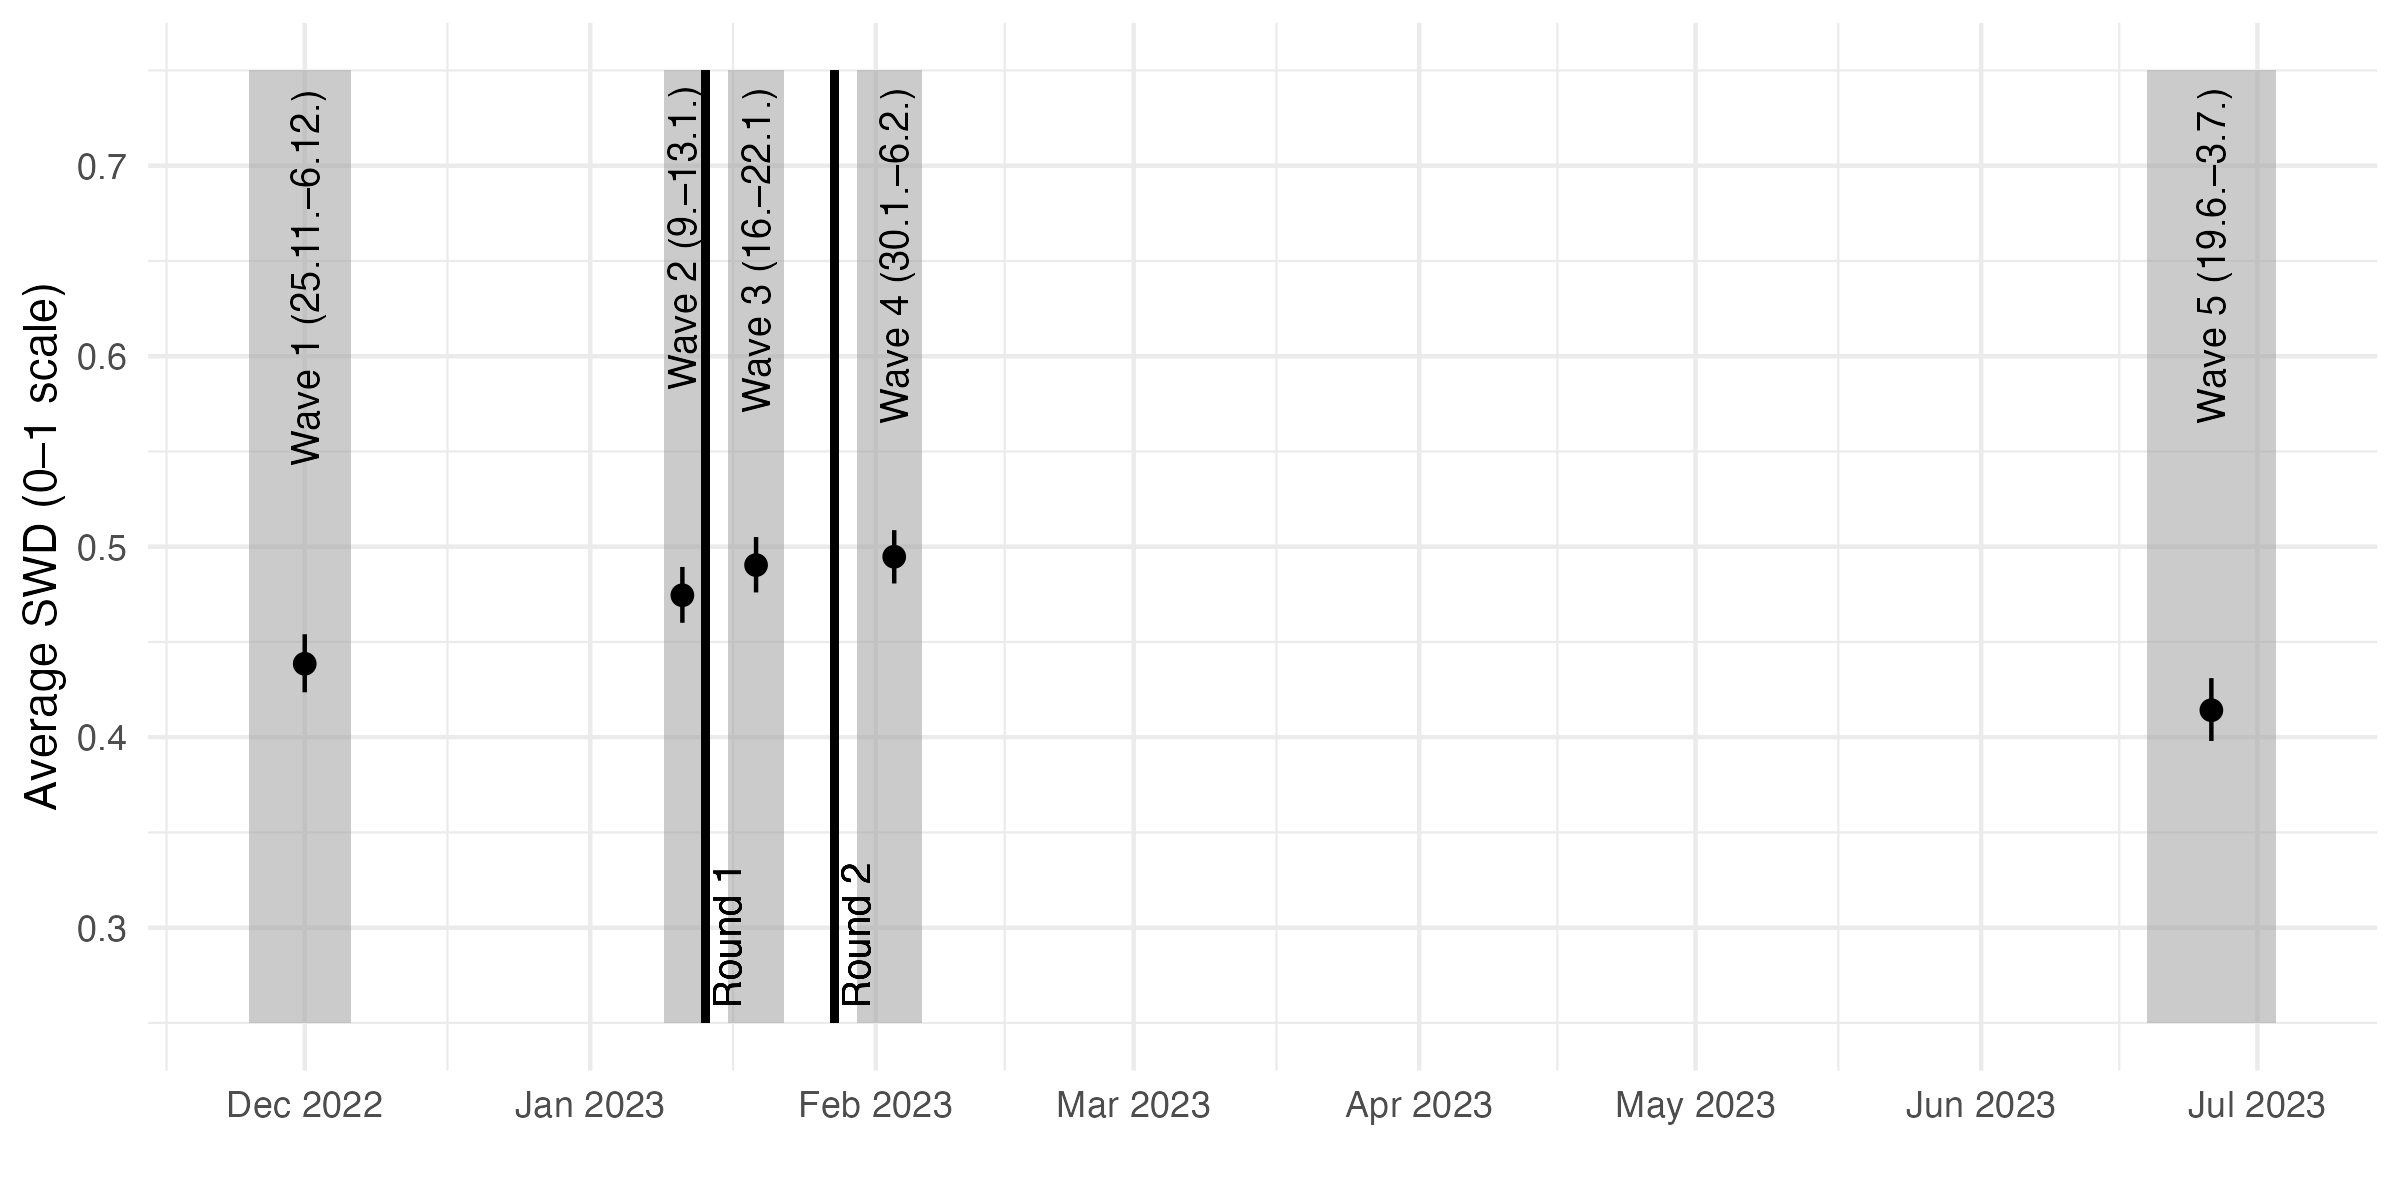 Average SWD (0–1 scale)
0.7
0.6
0.5
0.4
0.3
Wave 1 (25.11.–6.12.)
Wave 2 (9.–13.1.)
Wave 3 (16.–22.1.)
Wave 4 (30.1.–6.2.)
Wave 5 (19.6.–3.7.)
Round 1
Round 2
Dec 2022
Jan 2023
Feb 2023
Mar 2023
Apr 2023
May 2023
Jun 2023
Jul 2023